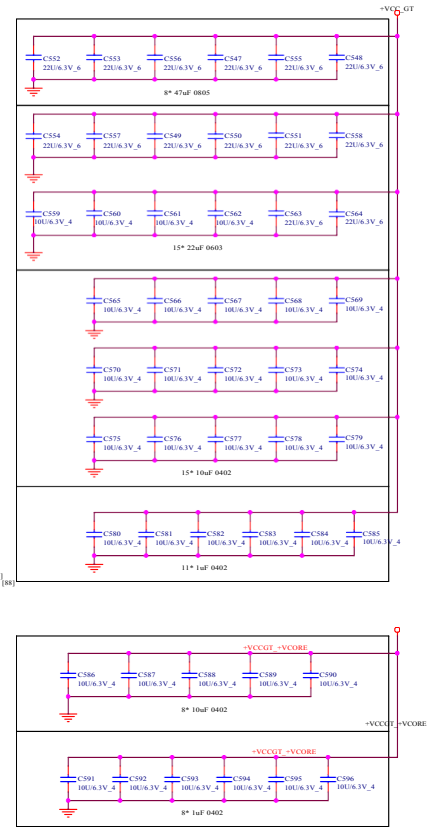 +VCC_GT
C552 C553 C556 C547 C555 C548
22U/6.3V_6 22U/6.3V_6 22U/6.3V_6 22U/6.3V_6 22U/6.3V_6 22U/6.3V_6
8* 47uF 0805
C554 C557 C549 C550 C551 C558
22U/6.3V_6 22U/6.3V_6 22U/6.3V_6 22U/6.3V_6 22U/6.3V_6 22U/6.3V_6
C559 C560 C561 C562 C563 C564
10U/6.3V_4 10U/6.3V_4 10U/6.3V_4 10U/6.3V_4 22U/6.3V_6 22U/6.3V_6
15* 22uF 0603
C565 C566 C567 C568 C569
10U/6.3V_4 10U/6.3V_4 10U/6.3V_4 10U/6.3V_4 10U/6.3V_4
C570 C571 C572 C573 C574
10U/6.3V_4 10U/6.3V_4 10U/6.3V_4 10U/6.3V_4 10U/6.3V_4
C575 C576 C577 C578 C579
10U/6.3V_4 10U/6.3V_4 10U/6.3V_4 10U/6.3V_4 10U/6.3V_4
15* 10uF 0402
C580 C581 C582 C583 C584 C585
10U/6.3V_4 10U/6.3V_4 10U/6.3V_4 10U/6.3V_4 10U/6.3V_4 10U/6.3V_4
11* 1uF 0402
]
[88]
+VCCGT_+VCORE
C586 C587 C588 C589 C590
10U/6.3V_4 10U/6.3V_4 10U/6.3V_4 10U/6.3V_4 10U/6.3V_4
8* 10uF 0402
+VCCGT_+VCORE
+VCCGT_+VCORE
C591 C592 C593 C594 C595 C596
10U/6.3V_4 10U/6.3V_4 10U/6.3V_4 10U/6.3V_4 10U/6.3V_4 10U/6.3V_4
8* 1uF 0402